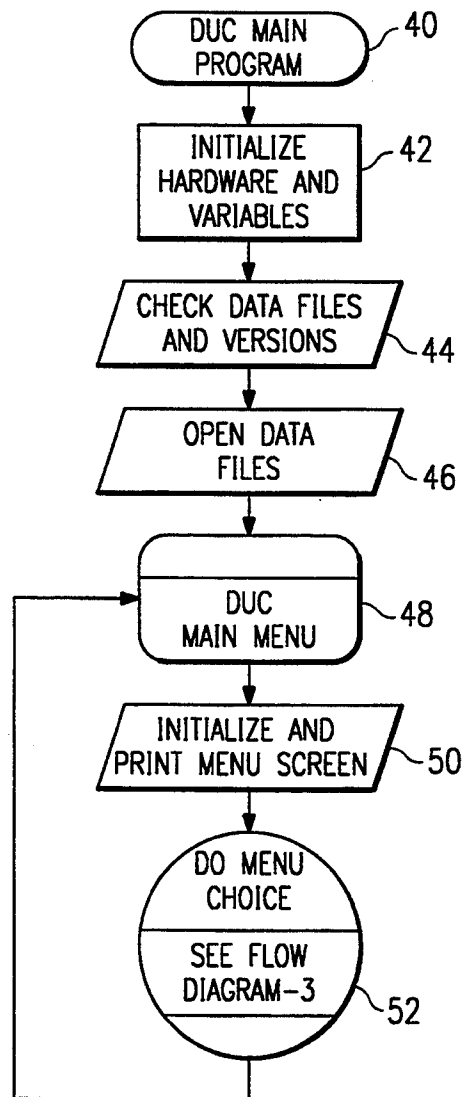 DUC MAIN
PROGRAM
40
INITIALIZE
HARDWARE AND
VARIABLES
42
CHECK DATA FILES
AND VERSIONS
44
OPEN DATA
FILES
46
DUC
MAIN MENU
48
INITIALIZE AND
PRINT MENU SCREEN
50
DO MENU
CHOICE
SEE FLOW
DIAGRAM-3
52